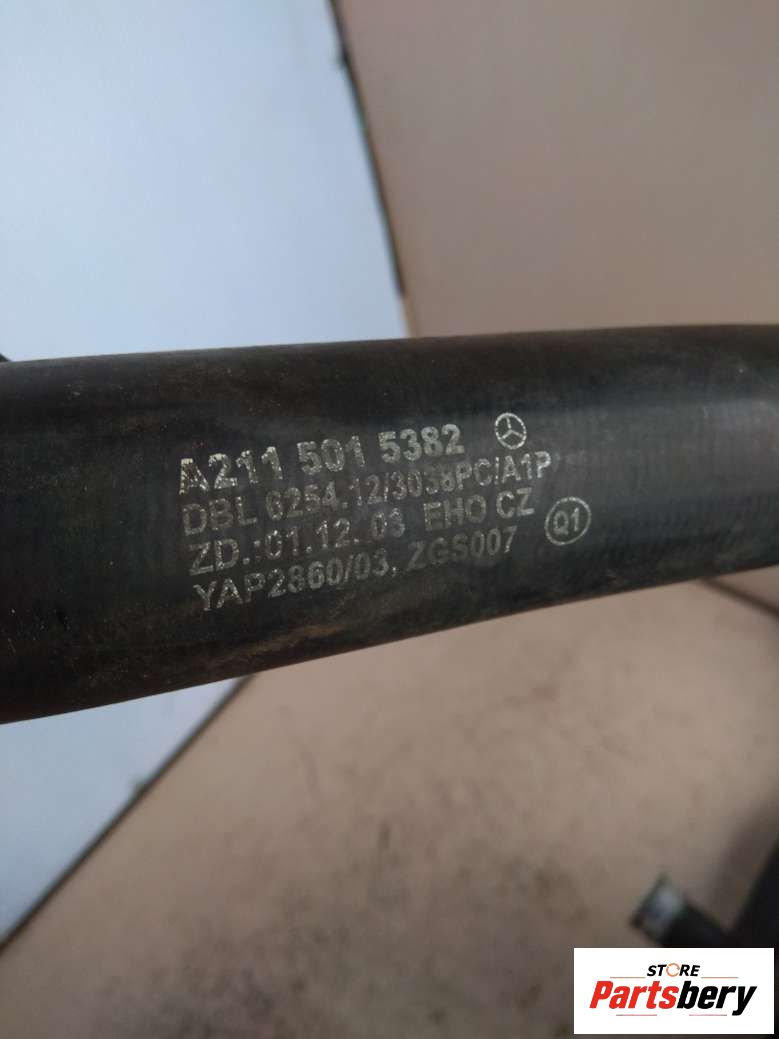 A211 501 5382
DBL 6254.12/3038PC/A1P
ZD.:01.12.03 EHO CZ
Q1
YAP2860/03, ZGS007
STORE
Partsbery